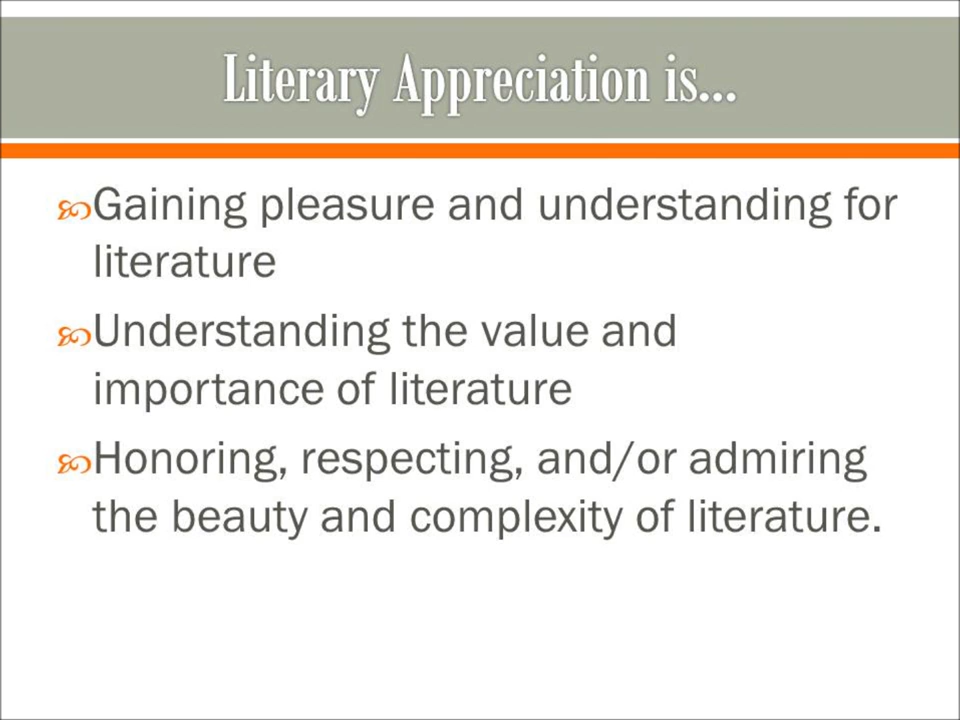 Literary Appreciation is...
Gaining pleasure and understanding for
literature
Understanding the value and
importance of literature
Honoring, respecting, and/or admiring
the beauty and complexity of literature.